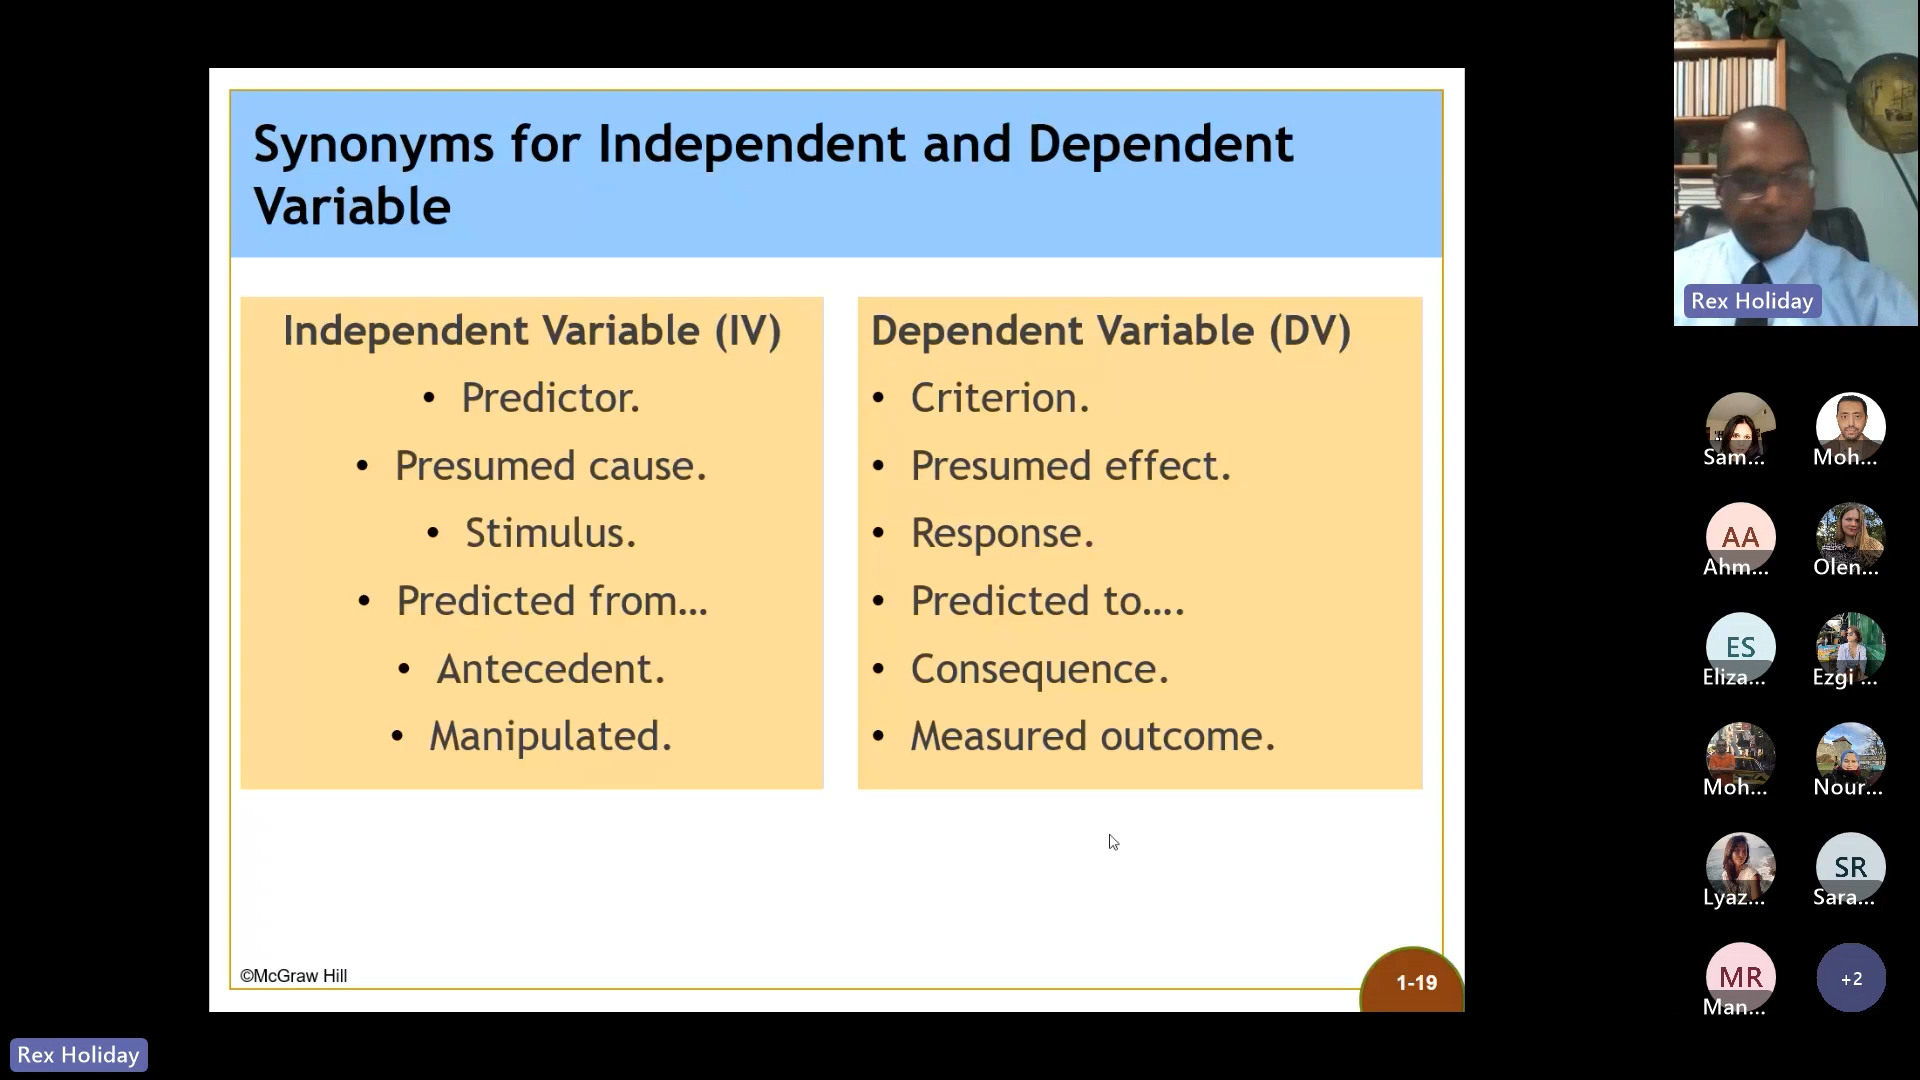 Synonyms for Independent and Dependent
Variable
Independent Variable (IV)
• Predictor.
• Presumed cause.
• Stimulus.
• Predicted from…
• Antecedent.
• Manipulated.
Dependent Variable (DV)
• Criterion.
• Presumed effect.
• Response.
• Predicted to….
• Consequence.
• Measured outcome.
©McGraw Hill
1-19
Rex Holiday
Rex Holiday
Sam...
Moh...
AA
Ahm...
Olen...
ES
Eliza...
Ezgi ...
Moh...
Nour...
Lyaz...
SR
Sara...
MR
Man...
+2